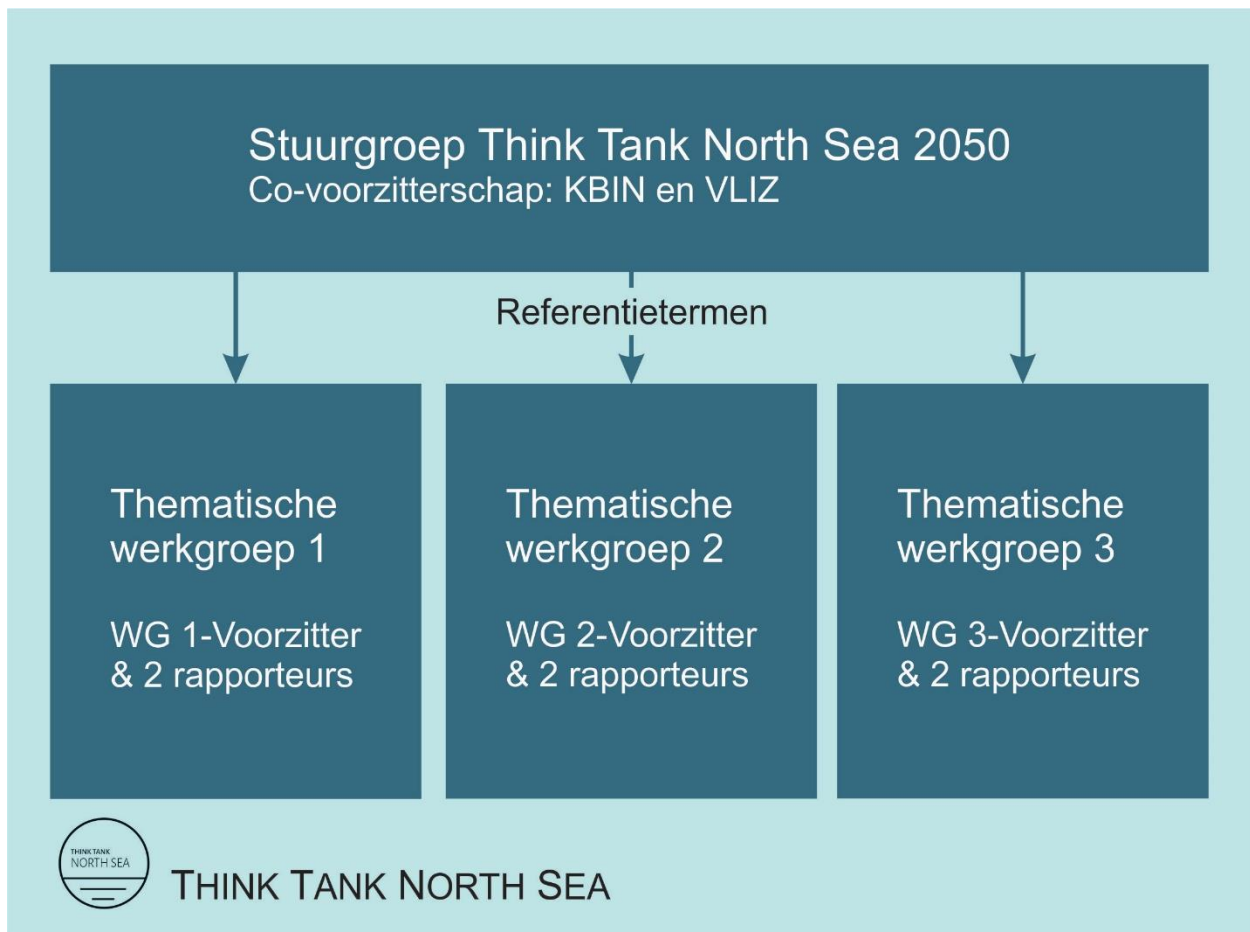 Stuurgroep Think Tank North Sea 2050
Co-voorzitterschap: KBIN en VLIZ
Referentietermen
Thematische
werkgroep 1
WG 1-Voorzitter
& 2 rapporteurs
Thematische
werkgroep 2
WG 2-Voorzitter
& 2 rapporteurs
Thematische
werkgroep 3
WG 3-Voorzitter
& 2 rapporteurs
THINK TANK
NORTH SEA
THINK TANK NORTH SEA